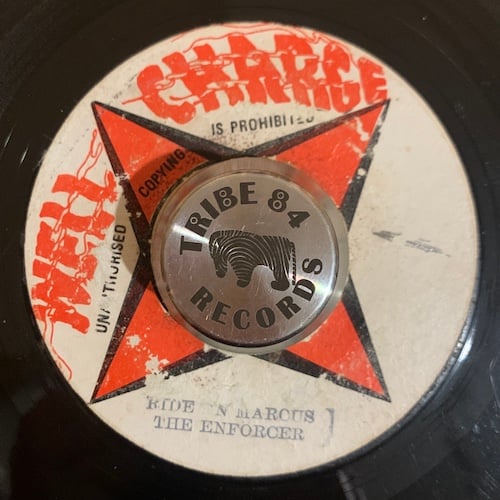 WELL CHARGE
UNAUTHORISED COPYING IS PROHIBITED
TRIBE 84
RECORDS
RIDE ON MARCUS
THE ENFORCER